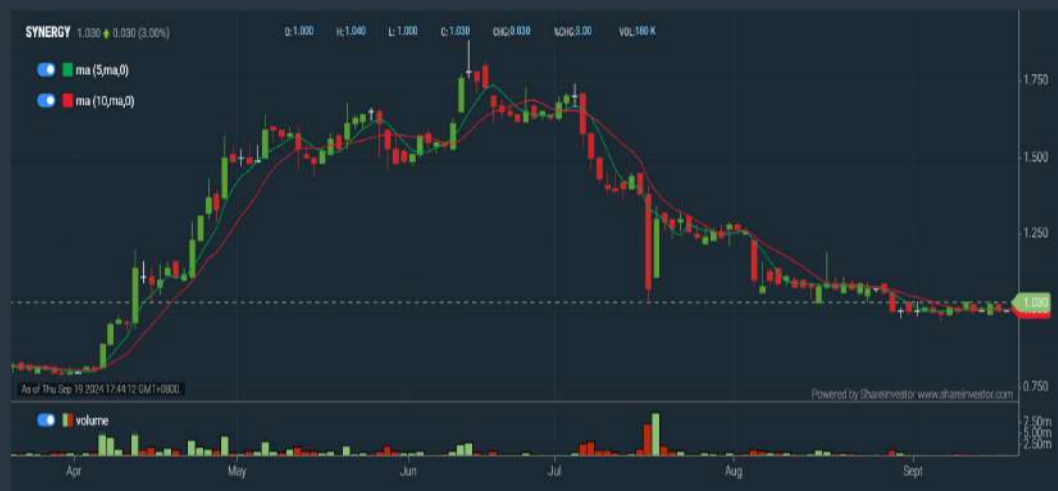 SYNERGY 1.030 0.030 (3.00%) O:1.000 H:1.040 L: 1.000 C:1.030 CHG:0.030 %CHG:3.00 VOL:180 K
ma (5,ma,0)
ma (10,ma,0)
1.750
1.500
1.250
1.030
0.750
As of Thu Sep 19 2024 17:44:12 GMT+0800
Powered by ShareInvestor www.shareinvestor.com
volume
7.50m
5.00m
2.50m
Apr May Jun Jul Aug Sept